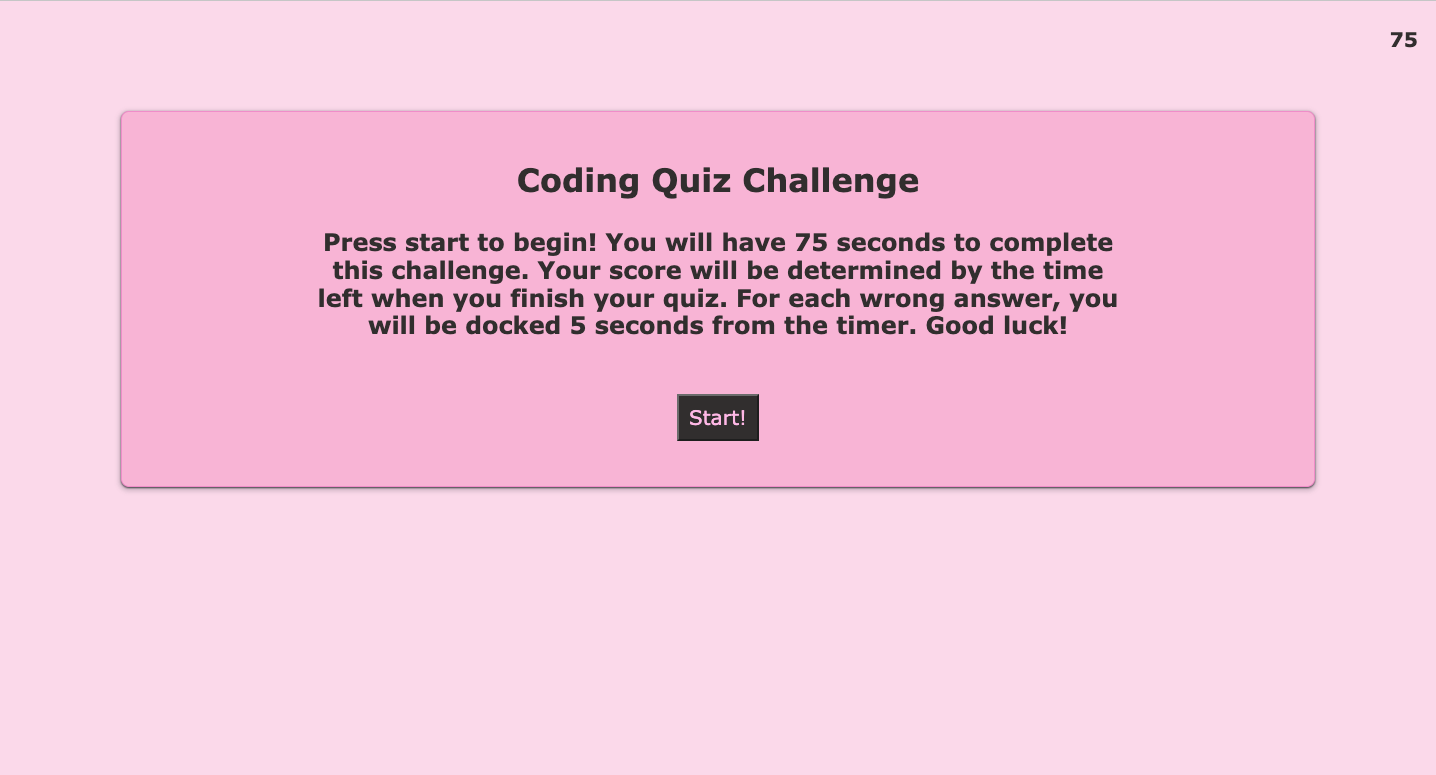 75
Coding Quiz Challenge
Press start to begin! You will have 75 seconds to complete
this challenge. Your score will be determined by the time
left when you finish your quiz. For each wrong answer, you
will be docked 5 seconds from the timer. Good luck!
Start!